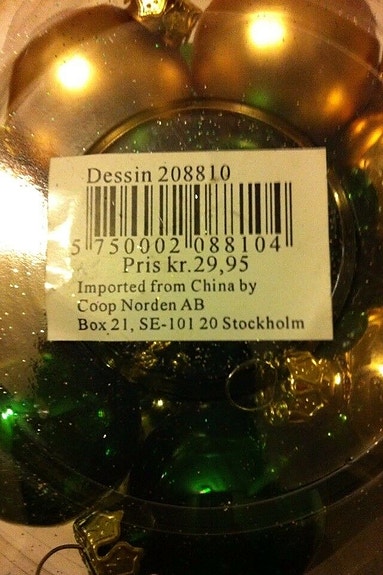 Dessin 208810
5 750002 088104
Pris kr.29,95
Imported from China by
Coop Norden AB
Box 21, SE-101 20 Stockholm